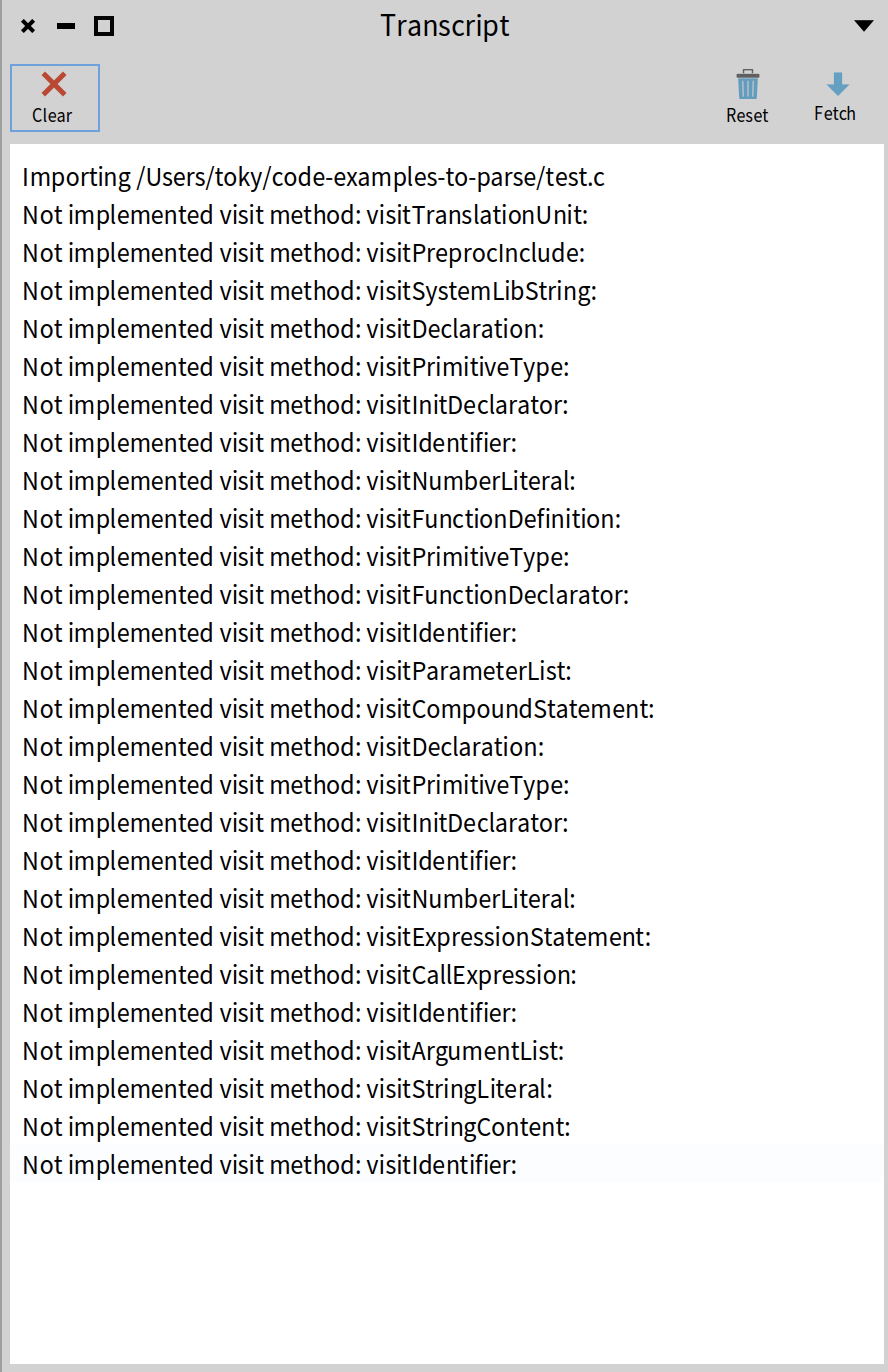 Transcript
Clear
Reset
Fetch
Importing /Users/toky/code-examples-to-parse/test.c
Not implemented visit method: visitTranslationUnit:
Not implemented visit method: visitPreprocInclude:
Not implemented visit method: visitSystemLibString:
Not implemented visit method: visitDeclaration:
Not implemented visit method: visitPrimitiveType:
Not implemented visit method: visitInitDeclarator:
Not implemented visit method: visitIdentifier:
Not implemented visit method: visitNumberLiteral:
Not implemented visit method: visitFunctionDefinition:
Not implemented visit method: visitPrimitiveType:
Not implemented visit method: visitFunctionDeclarator:
Not implemented visit method: visitIdentifier:
Not implemented visit method: visitParameterList:
Not implemented visit method: visitCompoundStatement:
Not implemented visit method: visitDeclaration:
Not implemented visit method: visitPrimitiveType:
Not implemented visit method: visitInitDeclarator:
Not implemented visit method: visitIdentifier:
Not implemented visit method: visitNumberLiteral:
Not implemented visit method: visitExpressionStatement:
Not implemented visit method: visitCallExpression:
Not implemented visit method: visitIdentifier:
Not implemented visit method: visitArgumentList:
Not implemented visit method: visitStringLiteral:
Not implemented visit method: visitStringContent:
Not implemented visit method: visitIdentifier: